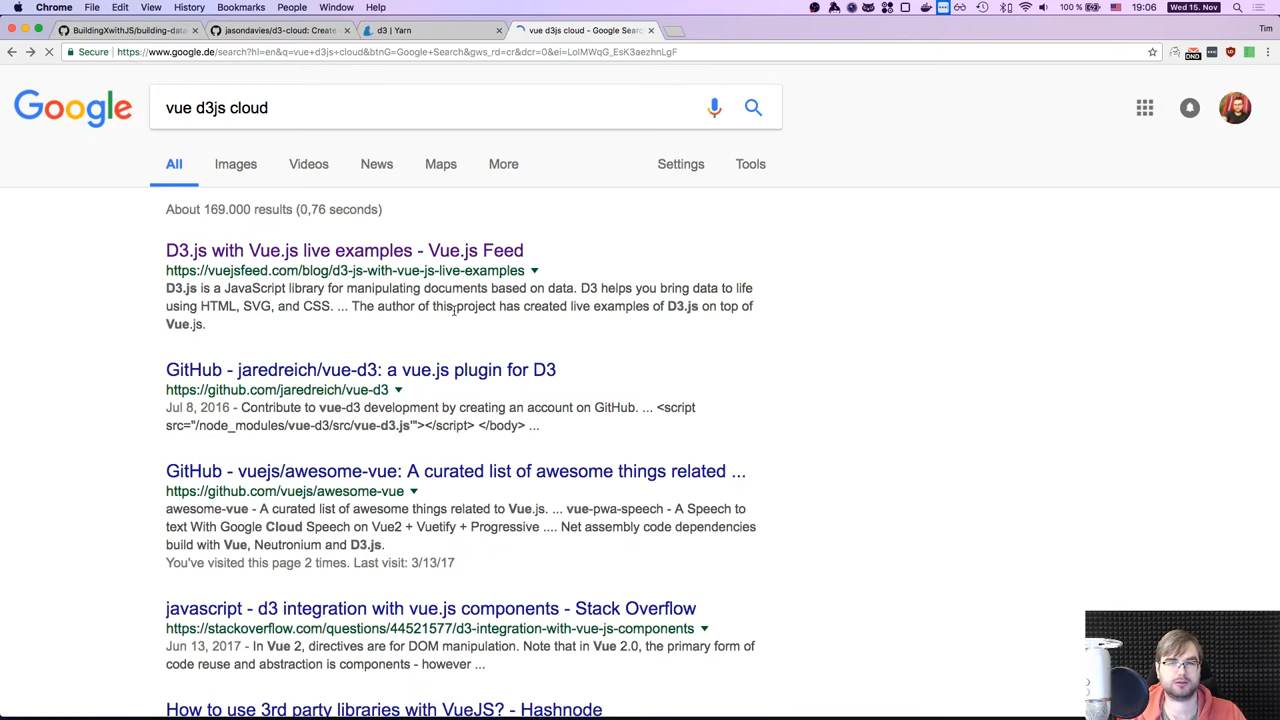 Chrome File Edit View History Bookmarks People Window Help 100 % Wed 15. Nov 19:06
BuildingXwithJS/building-data jasondavies/d3-cloud: Create d3 | Yarn vue d3js cloud - Google Sear Tim
Secure https://www.google.de/search?hl=en&q=vue+d3js+cloud&btnG=Google+Search&gws_rd=cr&dcr=0&ei=LolMWqG_EsK3aezhnLgF
Google vue d3js cloud
All Images Videos News Maps More Settings Tools
About 169.000 results (0,76 seconds)
D3.js with Vue.js live examples - Vue.js Feed
https://vuejsfeed.com/blog/d3-js-with-vue-js-live-examples
D3.js is a JavaScript library for manipulating documents based on data. D3 helps you bring data to life
using HTML, SVG, and CSS. ... The author of this project has created live examples of D3.js on top of
Vue.js.
GitHub - jaredreich/vue-d3: a vue.js plugin for D3
https://github.com/jaredreich/vue-d3
Jul 8, 2016 - Contribute to vue-d3 development by creating an account on GitHub. ... <script
src="/node_modules/vue-d3/src/vue-d3.js'"></script> </body> ...
GitHub - vuejs/awesome-vue: A curated list of awesome things related ...
https://github.com/vuejs/awesome-vue
awesome-vue - A curated list of awesome things related to Vue.js. ... vue-pwa-speech - A Speech to
text With Google Cloud Speech on Vue2 + Vuetify + Progressive .... Net assembly code dependencies
build with Vue, Neutronium and D3.js.
You've visited this page 2 times. Last visit: 3/13/17
javascript - d3 integration with vue.js components - Stack Overflow
https://stackoverflow.com/questions/44521577/d3-integration-with-vue-js-components
Jun 13, 2017 - In Vue 2, directives are for DOM manipulation. Note that in Vue 2.0, the primary form of
code reuse and abstraction is components - however ...
How to use 3rd party libraries with VueJS? - Hashnode